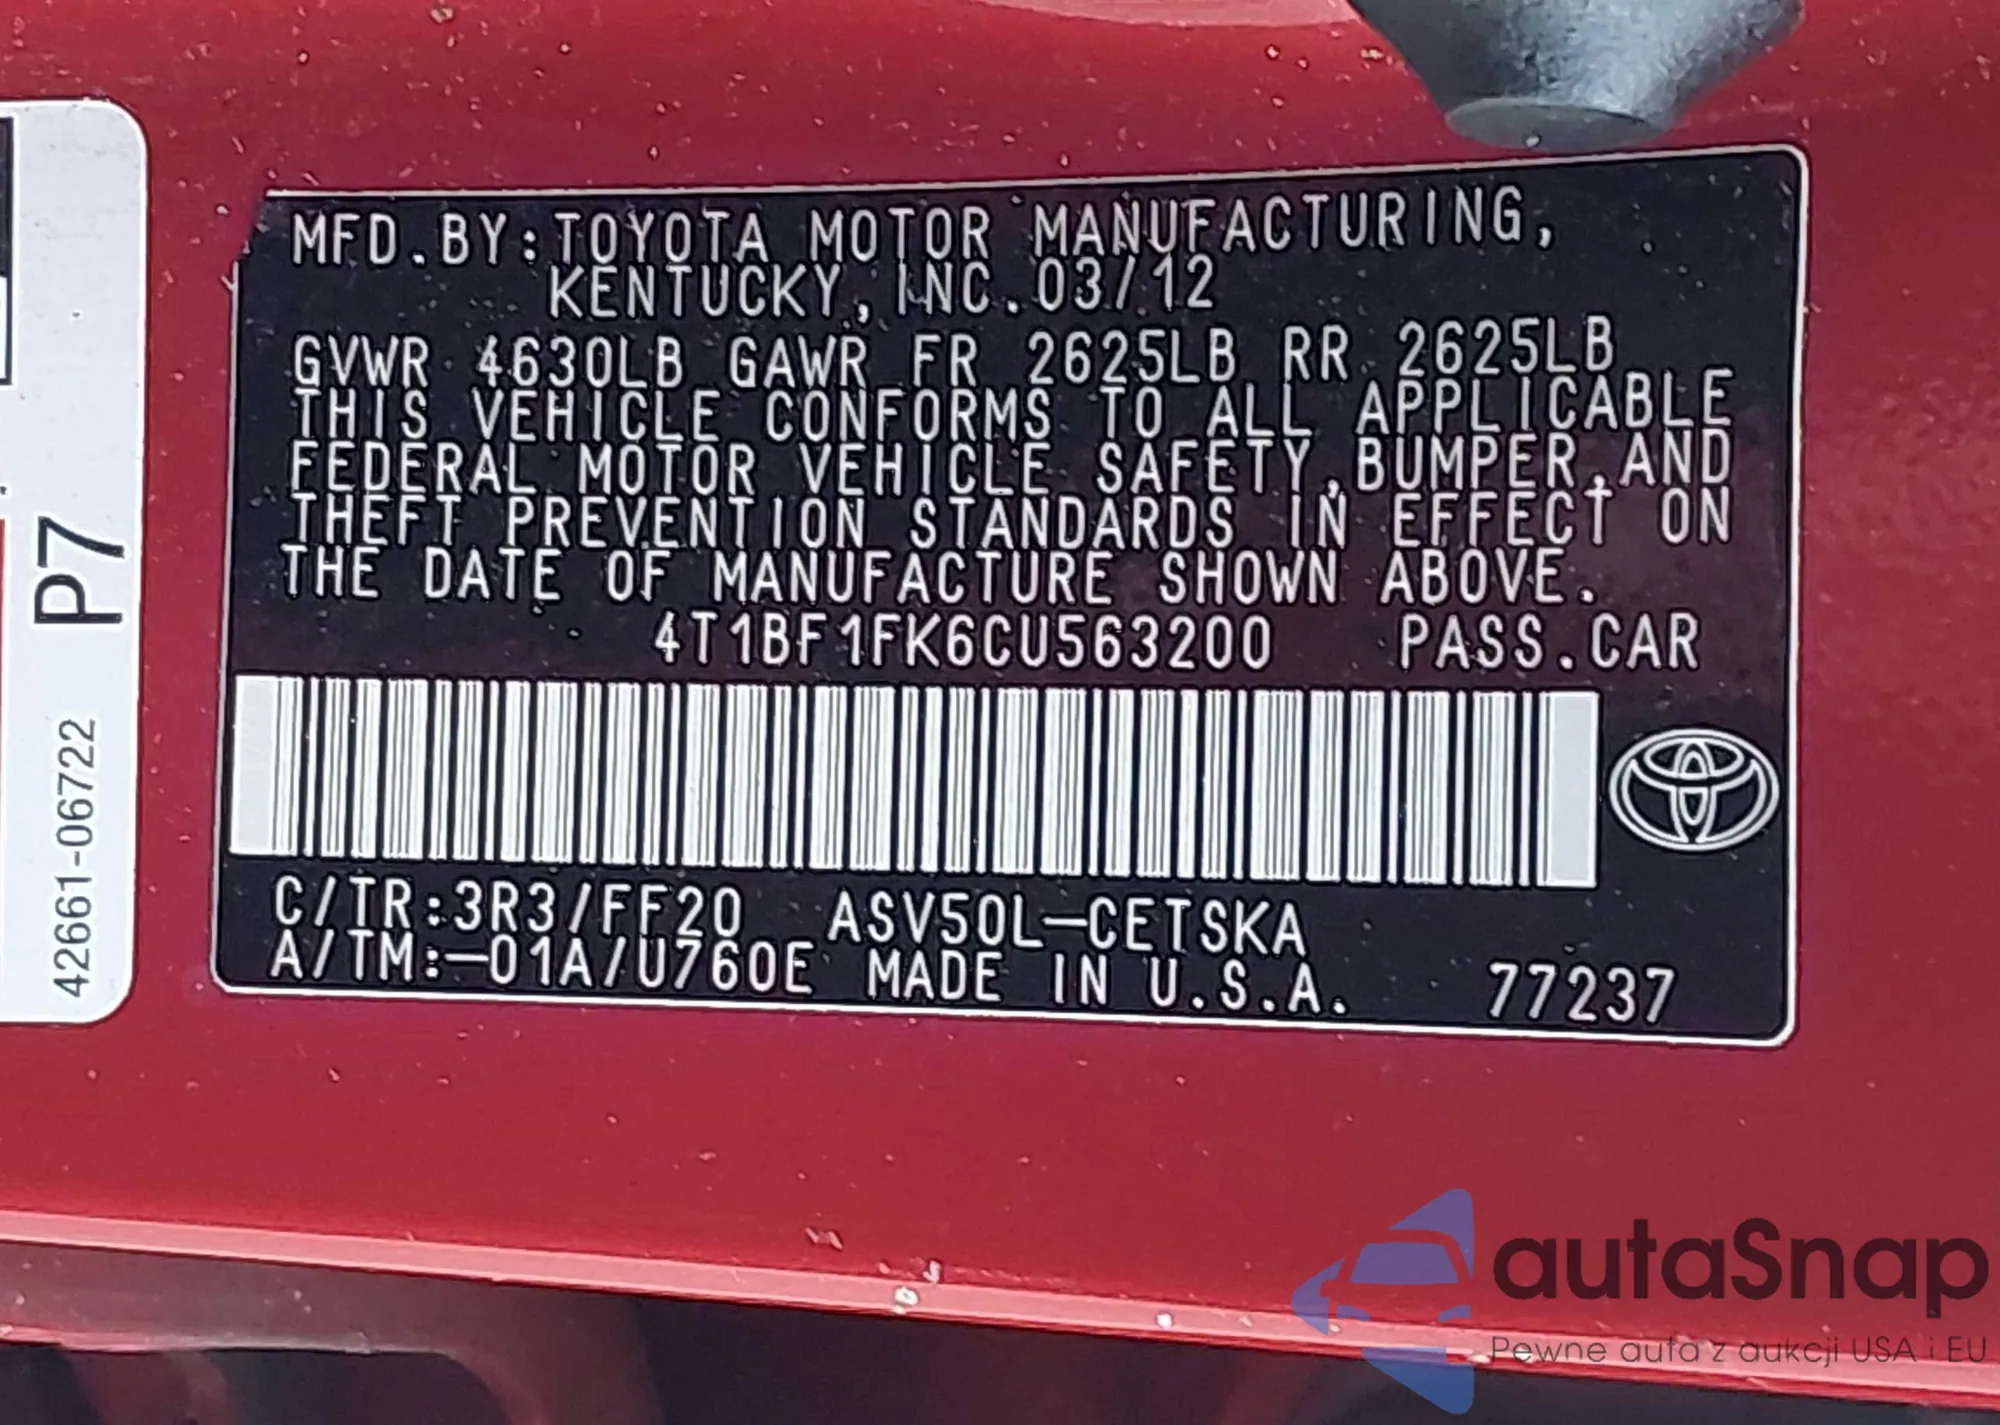 MFD.BY:TOYOTA MOTOR MANUFACTURING,
KENTUCKY, INC.03/12
GVWR 4630LB GAWR FR 2625LB RR 2625LB
THIS VEHICLE CONFORMS TO ALL APPLICABLE
FEDERAL MOTOR VEHICLE SAFETY,BUMPER,AND
THEFT PREVENTION STANDARDS IN EFFECT ON
THE DATE OF MANUFACTURE SHOWN ABOVE.
4T1BF1FK6CU563200 PASS.CAR
C/TR:3R3/FF20 ASV50L-CETSKA
A/TM:-01A/U760E MADE IN U.S.A. 77237
P7
42661-06722
autaSnap
Pewne auta z aukcji USA i EU